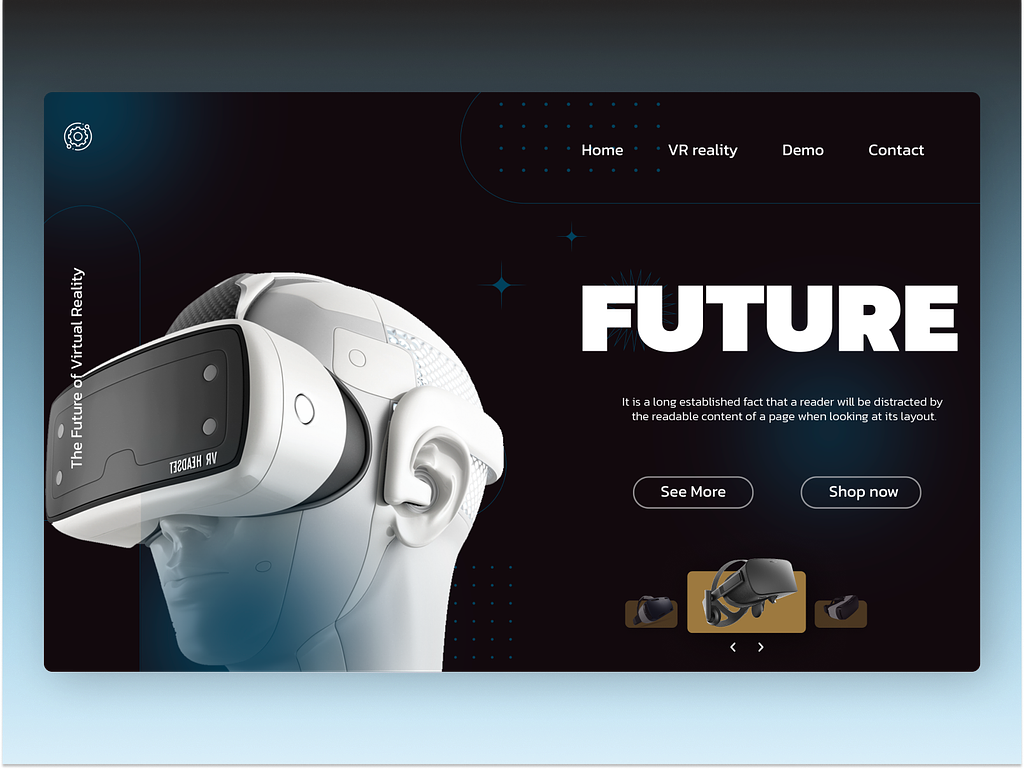 Home VR reality Demo Contact
The Future of Virtual Reality
FUTURE
It is a long established fact that a reader will be distracted by
the readable content of a page when looking at its layout.
VR HEADSET
See More Shop now